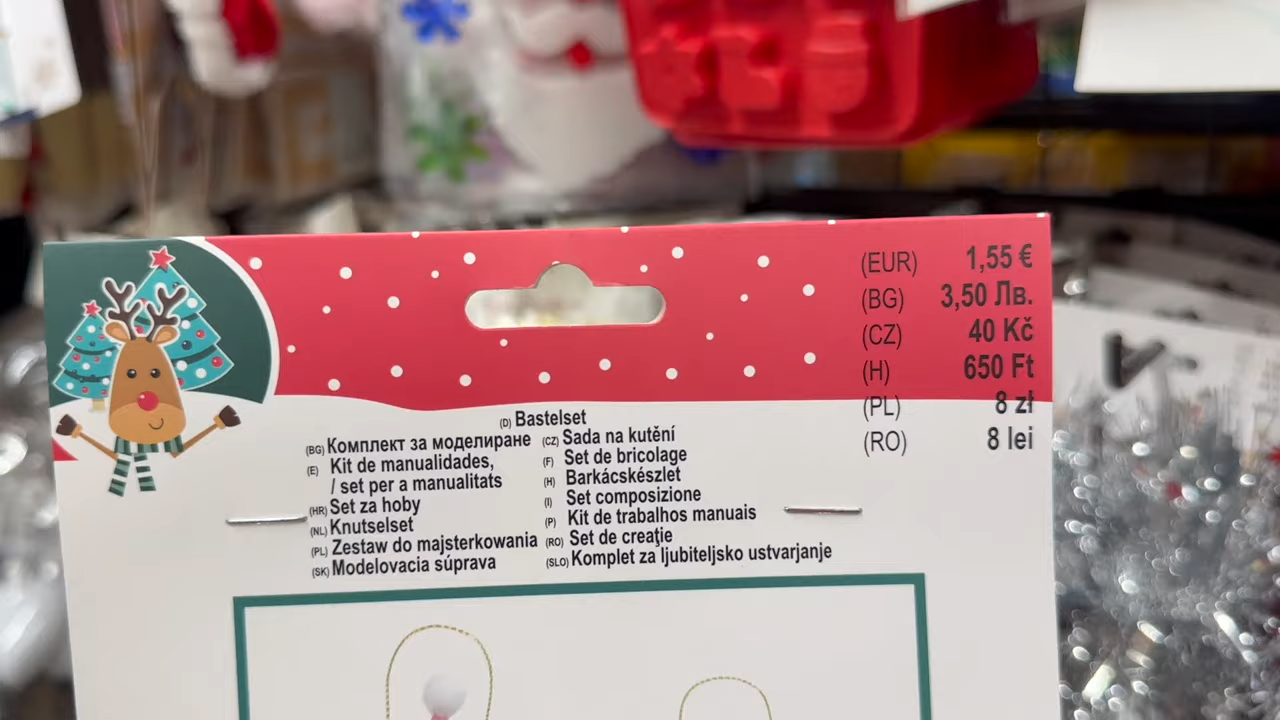 (EUR) 1,55 €
(BG) 3,50 Лв.
(CZ) 40 Kč
(H) 650 Ft
(PL) 8 zł
(RO) 8 lei
(D) Bastelset
(BG) Комплект за моделиране
(E) Kit de manualidades,
/ set per a manualitats
(HR) Set za hoby
(NL) Knutselset
(PL) Zestaw do majsterkowania
(SK) Modelovacia súprava
(CZ) Sada na kutění
(F) Set de bricolage
(H) Barkácskészlet
(I) Set composizione
(P) Kit de trabalhos manuais
(RO) Set de creaţie
(SLO) Komplet za ljubiteljsko ustvarjanje